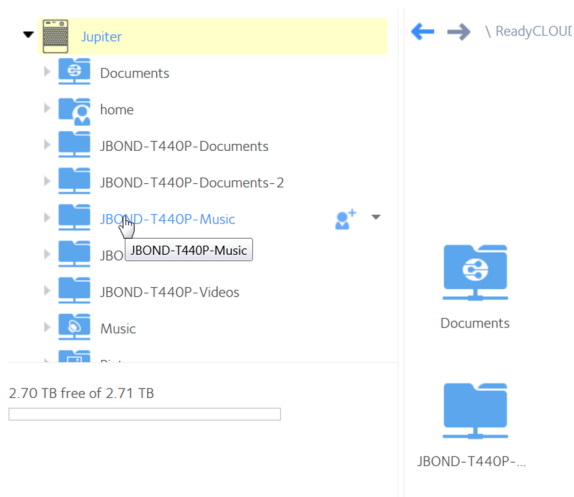 Jupiter
\ ReadyCLOUD
Documents
home
JBOND-T440P-Documents
JBOND-T440P-Documents-2
JBOND-T440P-Music
JBO
JBOND-T440P-Music
JBOND-T440P-Videos
Music
2.70 TB free of 2.71 TB
Documents
JBOND-T440P-...